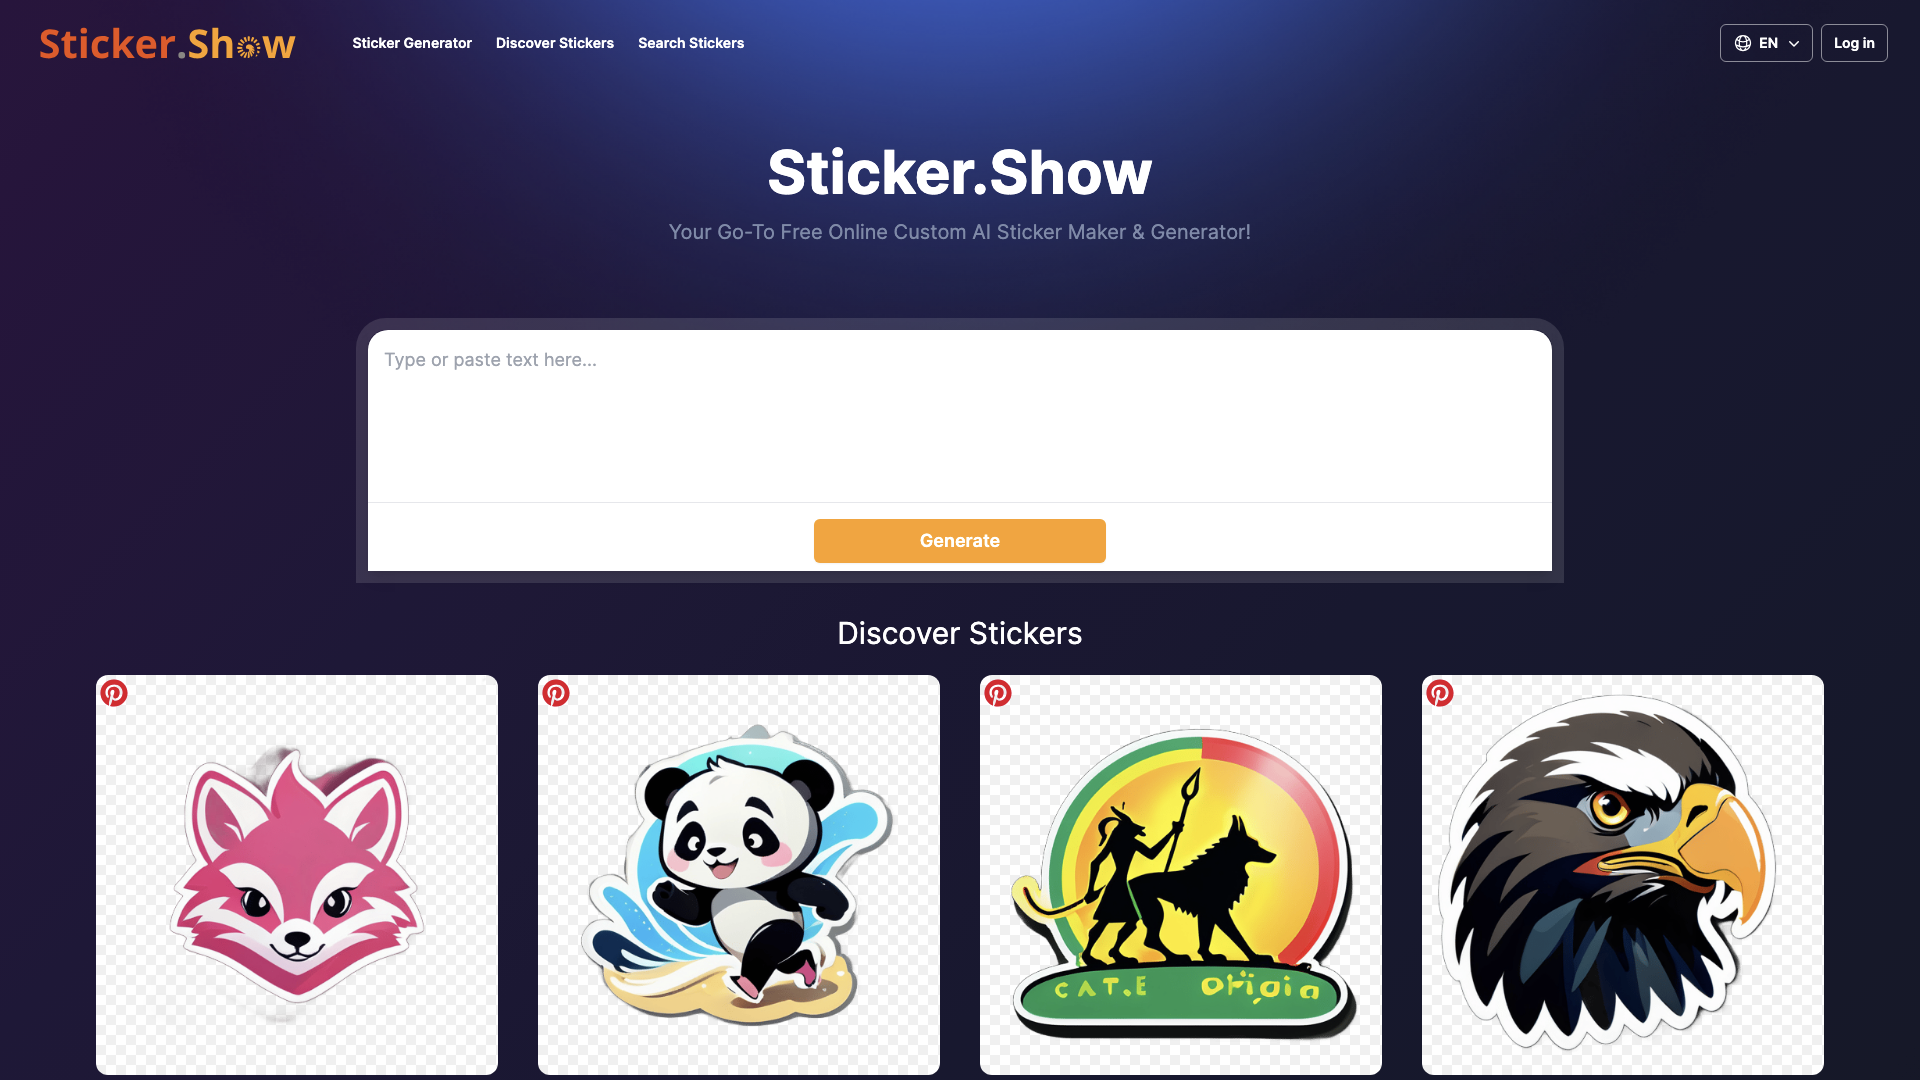 Sticker.Show
Sticker Generator
Discover Stickers
Search Stickers
EN
Log in
Sticker.Show
Your Go-To Free Online Custom AI Sticker Maker & Generator!
Type or paste text here...
Generate
Discover Stickers
CAT.E